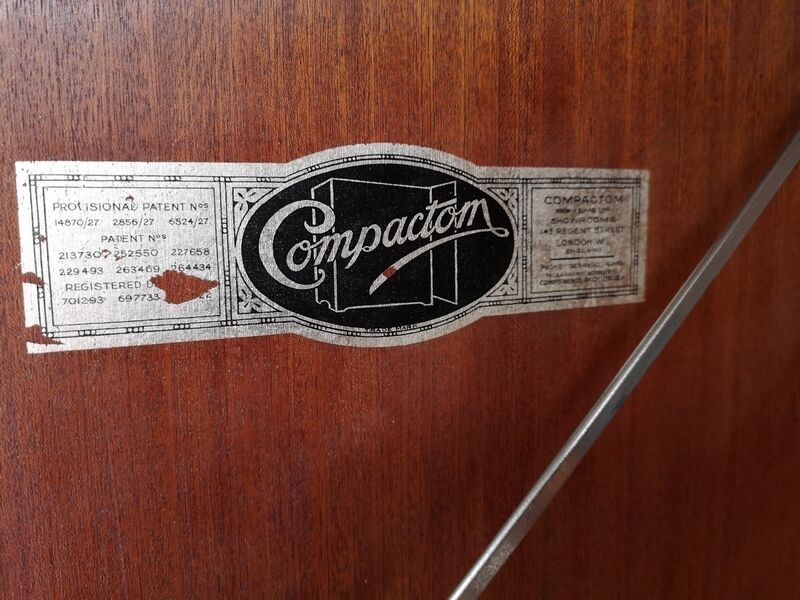 PROVISIONAL PATENT Nos
14870/27 2856/27 6524/27
PATENT Nos
213730 252550 227658
229493 263469 264434
REGISTERED
701293 697733
Compactom
TRADE MARK
COMPACTOM
SHOWROOMS
143 REGENT STREET
LONDON W.
ENGLAND